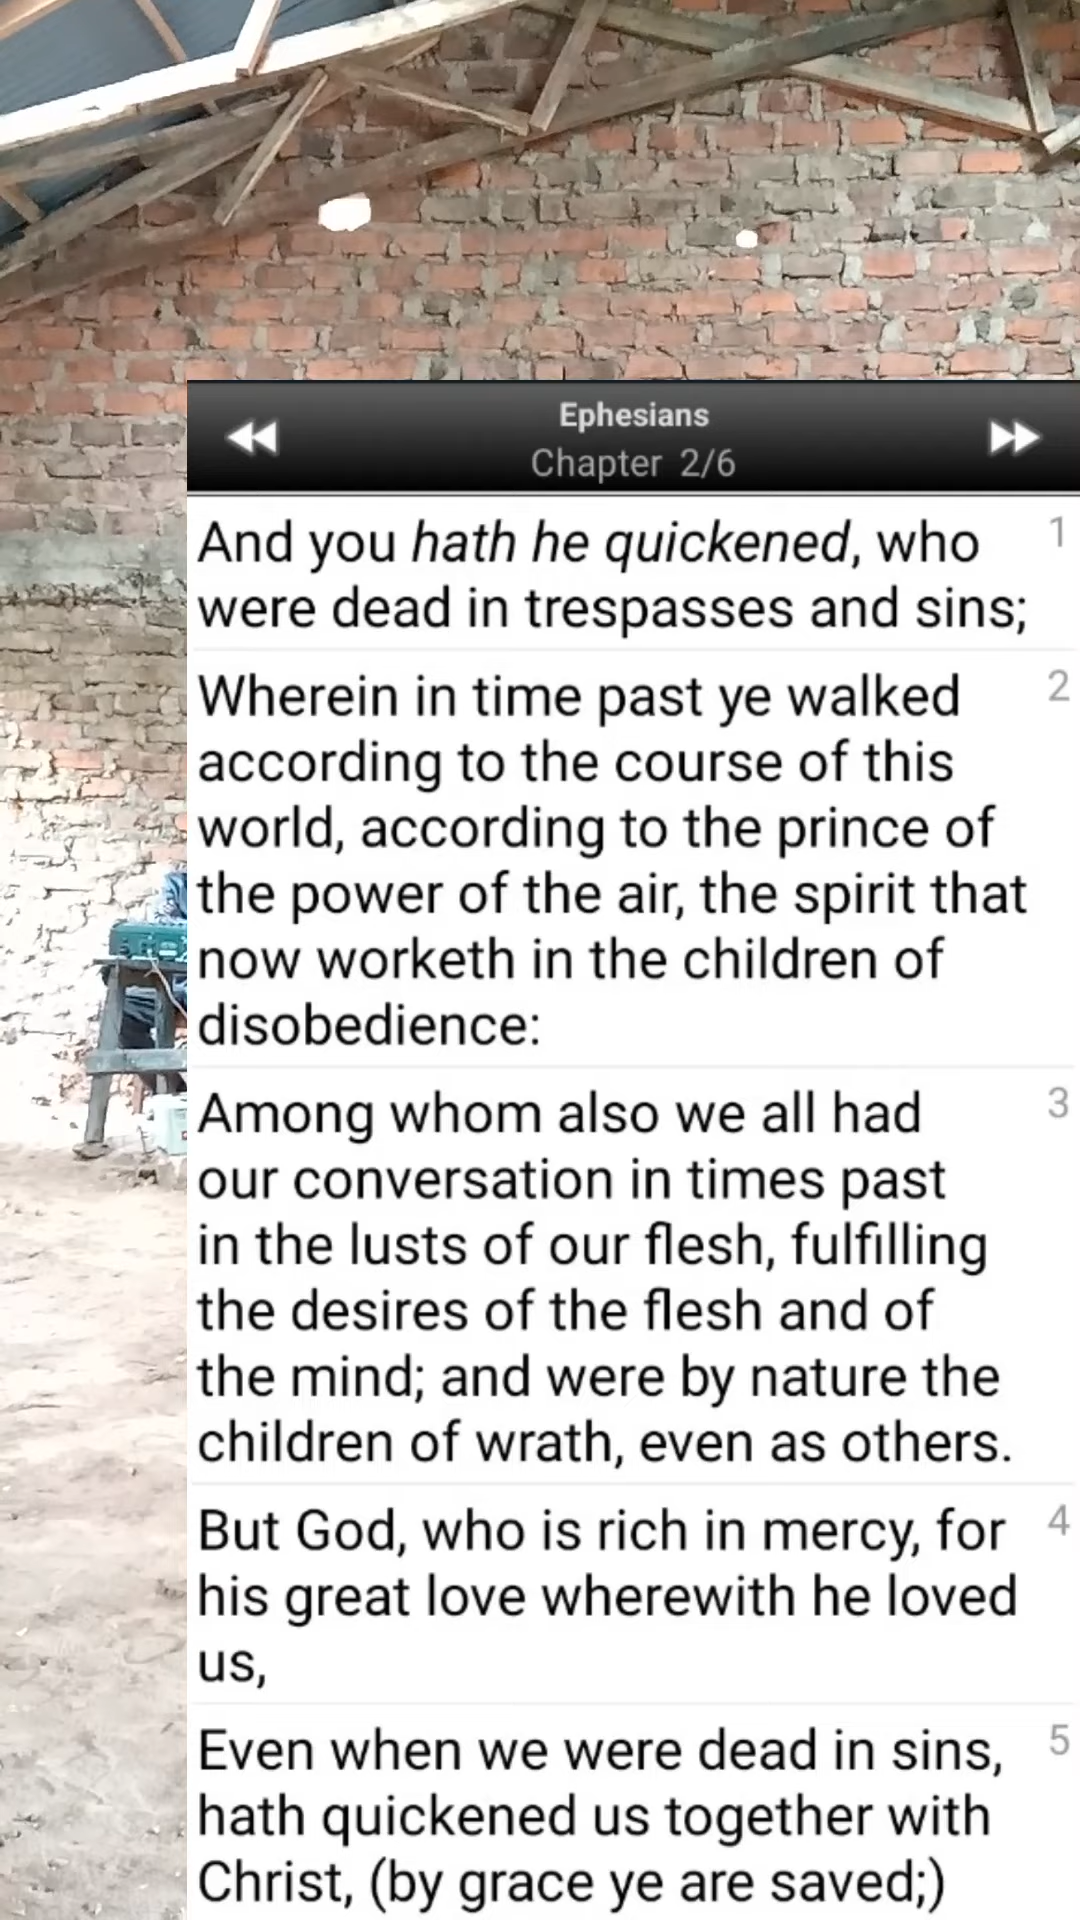 Ephesians
Chapter 2/6
And you hath he quickened, who 1
were dead in trespasses and sins;
Wherein in time past ye walked 2
according to the course of this
world, according to the prince of
the power of the air, the spirit that
now worketh in the children of
disobedience:
Among whom also we all had 3
our conversation in times past
in the lusts of our flesh, fulfilling
the desires of the flesh and of
the mind; and were by nature the
children of wrath, even as others.
But God, who is rich in mercy, for 4
his great love wherewith he loved
us,
Even when we were dead in sins, 5
hath quickened us together with
Christ, (by grace ye are saved;)